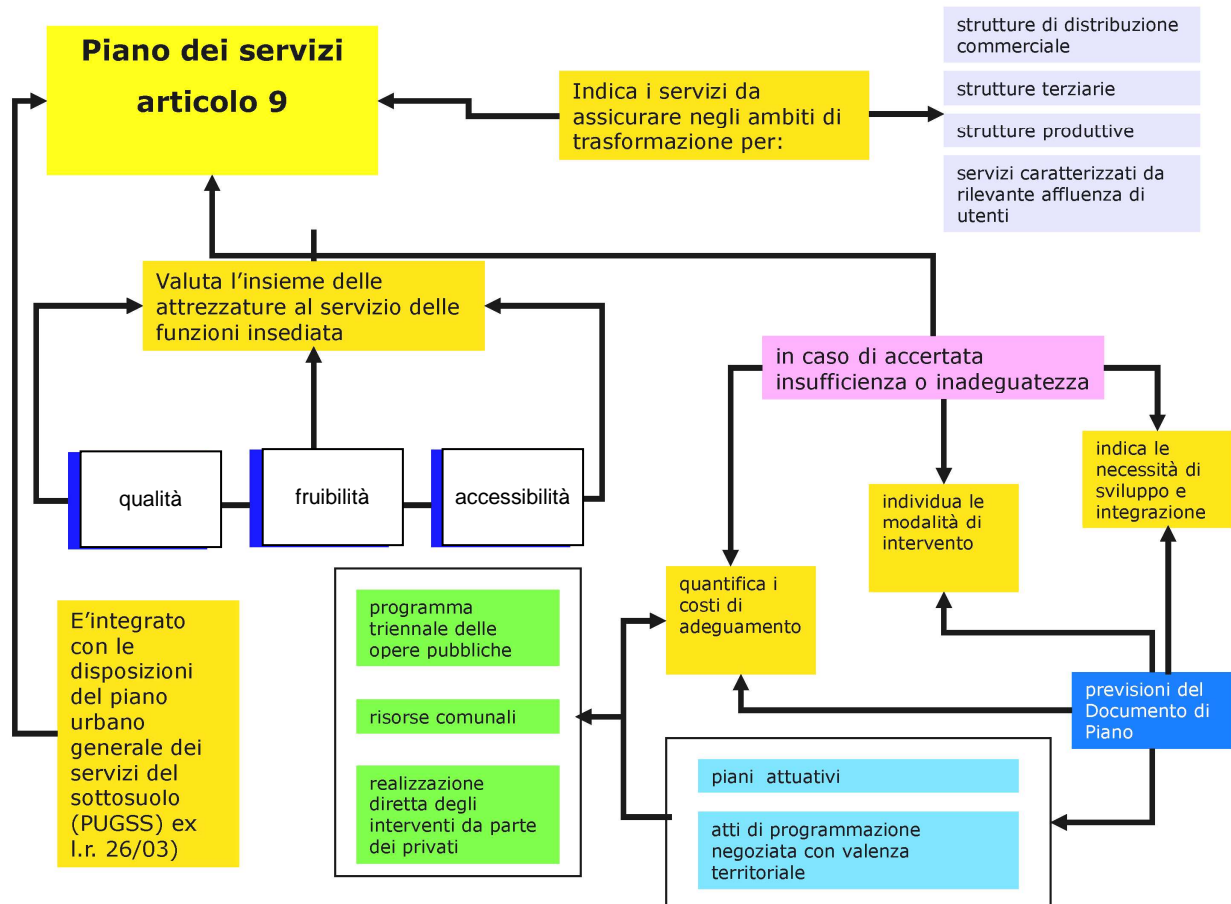 Piano dei servizi
articolo 9
Indica i servizi da
assicurare negli ambiti di
trasformazione per:
strutture di distribuzione
commerciale
strutture terziarie
strutture produttive
servizi caratterizzati da
rilevante affluenza di
utenti
Valuta l'insieme delle
attrezzature al servizio delle
funzioni insediata
in caso di accertata
insufficienza o inadeguatezza
qualità
fruibilità
accessibilità
indica le
necessità di
sviluppo e
integrazione
individua le
modalità di
intervento
quantifica i
costi di
adeguamento
E'integrato
con le
disposizioni
del piano
urbano
generale dei
servizi del
sottosuolo
(PUGSS) ex
l.r. 26/03)
programma
triennale delle
opere pubbliche
risorse comunali
realizzazione
diretta degli
interventi da parte
dei privati
previsioni del
Documento di
Piano
piani attuativi
atti di programmazione
negoziata con valenza
territoriale